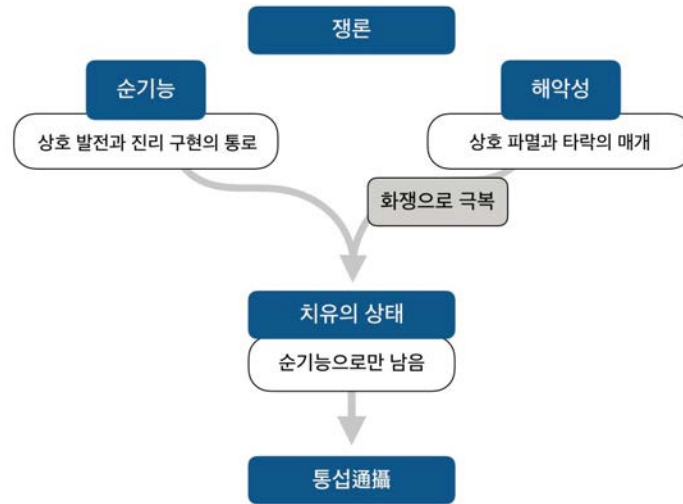 쟁론
순기능
상호 발전과 진리 구현의 통로
해악성
상호 파멸과 타락의 매개
화쟁으로 극복
치유의 상태
순기능으로만 남음
통섭通攝